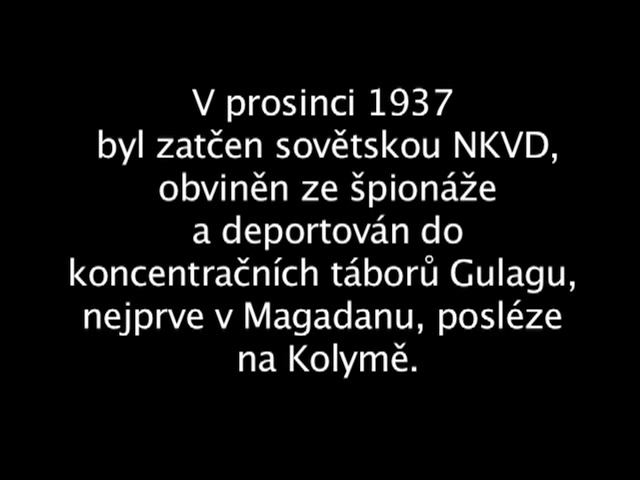 V prosinci 1937
byl zatčen sovětskou NKVD,
obviněn ze špionáže
a deportován do
koncentračních táborů Gulagu,
nejprve v Magadanu, posléze
na Kolymě.